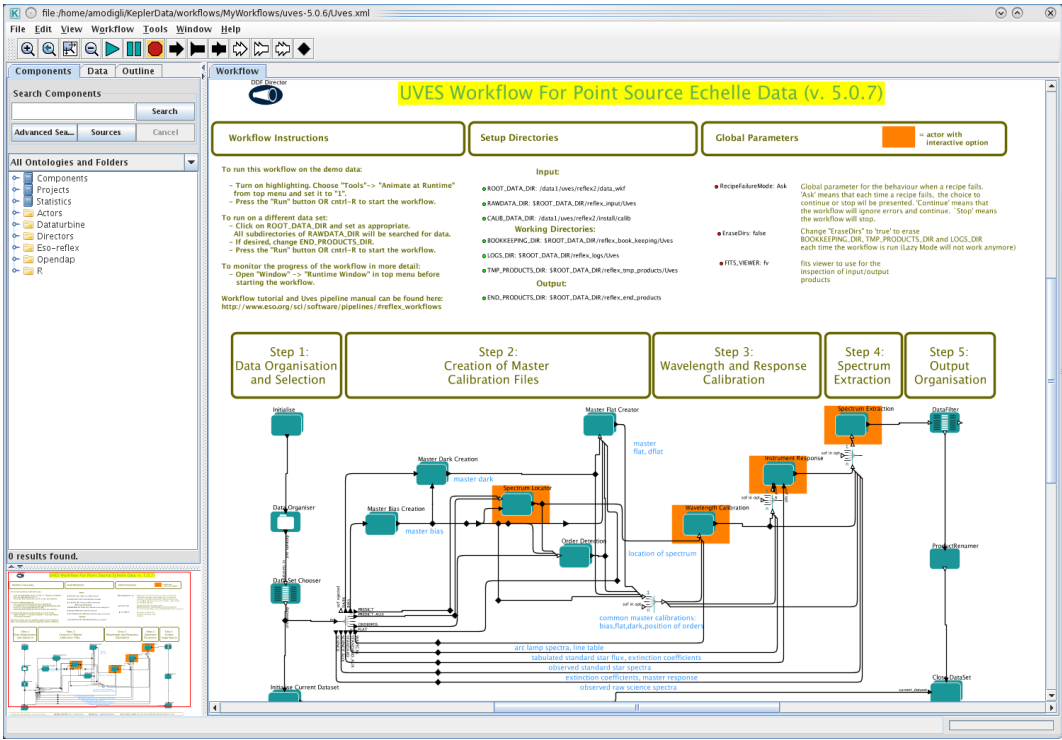 file:/home/amodigli/KeplerData/workflows/MyWorkflows/uves-5.0.6/Uves.xml
File Edit View Workflow Tools Window Help
Components Data Outline
Search Components
Search
Advanced Sea... Sources Cancel
All Ontologies and Folders
Components
Projects
Statistics
Actors
Dataturbine
Directors
Eso-reflex
Opendap
R
0 results found.
Workflow
DDF Director
UVES Workflow For Point Source Echelle Data (v. 5.0.7)
Workflow Instructions
Setup Directories
Global Parameters
= actor with
interactive option
To run this workflow on the demo data:
- Turn on highlighting. Choose "Tools"-> "Animate at Runtime"
from top menu and set it to "1".
- Press the "Run" button OR cntrl-R to start the workflow.
To run on a different data set:
- Click on ROOT_DATA_DIR and set as appropriate.
All subdirectories of RAWDATA_DIR will be searched for data.
- If desired, change END_PRODUCTS_DIR.
- Press the "Run" button OR cntrl-R to start the workflow.
To monitor the progress of the workflow in more detail:
- Open "Window" -> "Runtime Window" in top menu before
starting the workflow.
Workflow tutorial and Uves pipeline manual can be found here:
http://www.eso.org/sci/software/pipelines/#reflex_workflows
Input:
ROOT_DATA_DIR: /data1/uves/reflex2/data_wkf
RAWDATA_DIR: $ROOT_DATA_DIR/reflex_input/Uves
CALIB_DATA_DIR: /data1/uves/reflex2/install/calib
Working Directories:
BOOKKEEPING_DIR: $ROOT_DATA_DIR/reflex_book_keeping/Uves
LOGS_DIR: $ROOT_DATA_DIR/reflex_logs/Uves
TMP_PRODUCTS_DIR: $ROOT_DATA_DIR/reflex_tmp_products/Uves
Output:
END_PRODUCTS_DIR: $ROOT_DATA_DIR/reflex_end_products
RecipeFailureMode: Ask
Global parameter for the behaviour when a recipe fails.
'Ask' means that each time a recipe fails, the choice to
continue or stop wil be presented. 'Continue' means that
the workflow will ignore errors and continue. `Stop' means
the workflow will stop.
EraseDirs: false
Change "EraseDirs" to 'true' to erase
BOOKKEEPING_DIR, TMP_PRODUCTS_DIR and LOGS_DIR
each time the workflow is run (Lazy Mode will not work anymore)
FITS_VIEWER: fv
fits viewer to use for the
inspection of input/output
products
Step 1:
Data Organisation
and Selection
Step 2:
Creation of Master
Calibration Files
Step 3:
Wavelength and Response
Calibration
Step 4:
Spectrum
Extraction
Step 5:
Output
Organisation
Initialise
Master Flat Creator
Spectrum Extraction
DataFilter
master
flat, dflat
Master Dark Creation
master dark
Instrument Response
Spectrum Locator
Data Organiser
Master Bias Creation
master bias
Wavelength Calibration
Order Detection
location of spectrum
ProductRenamer
DataSet Chooser
common master calibrations:
bias,flat,dark,position of orders
arc lamp spectra, line table
tabulated standard star flux, extinction coefficients
observed standard star spectra
extinction coefficients, master response
observed raw science spectra
Initialise Current Dataset
Close DataSet
current_dataset